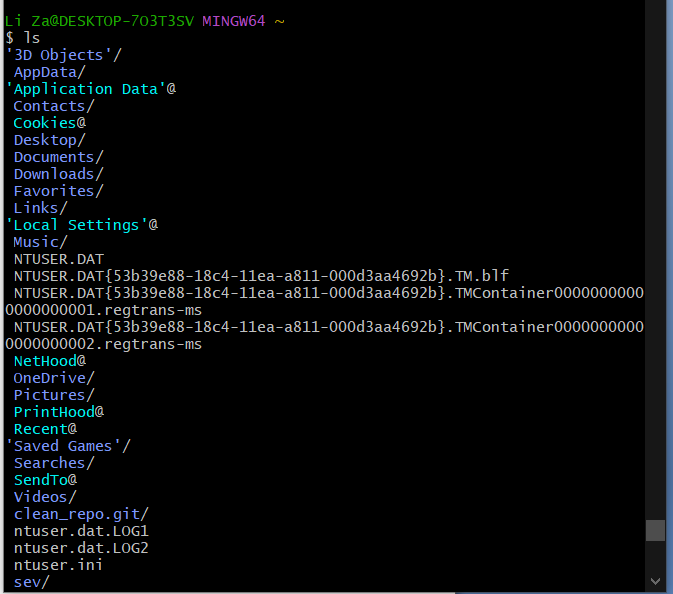 Li Za@DESKTOP-7O3T3SV MINGW64 ~
$ ls
'3D Objects'/
AppData/
'Application Data'@
Contacts/
Cookies@
Desktop/
Documents/
Downloads/
Favorites/
Links/
'Local Settings'@
Music/
NTUSER.DAT
NTUSER.DAT{53b39e88-18c4-11ea-a811-000d3aa4692b}.TM.blf
NTUSER.DAT{53b39e88-18c4-11ea-a811-000d3aa4692b}.TMContainer0000000000
0000000001.regtrans-ms
NTUSER.DAT{53b39e88-18c4-11ea-a811-000d3aa4692b}.TMContainer0000000000
0000000002.regtrans-ms
NetHood@
OneDrive/
Pictures/
PrintHood@
Recent@
'Saved Games'/
Searches/
SendTo@
Videos/
clean_repo.git/
ntuser.dat.LOG1
ntuser.dat.LOG2
ntuser.ini
sev/